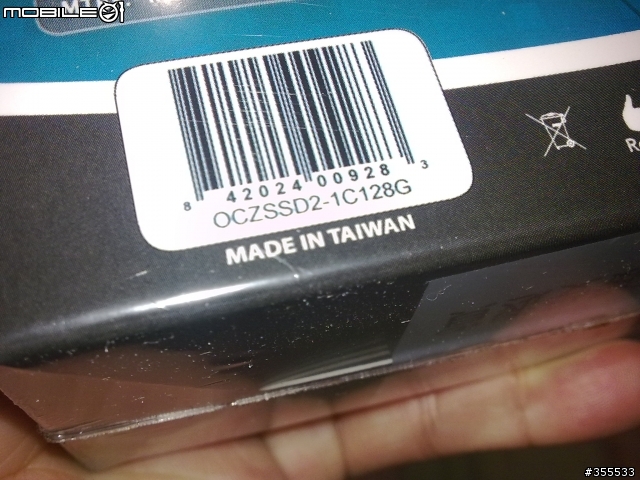 MOBILE01
8 42024 00928 3
OCZSSD2-1C128G
MADE IN TAIWAN
#355533